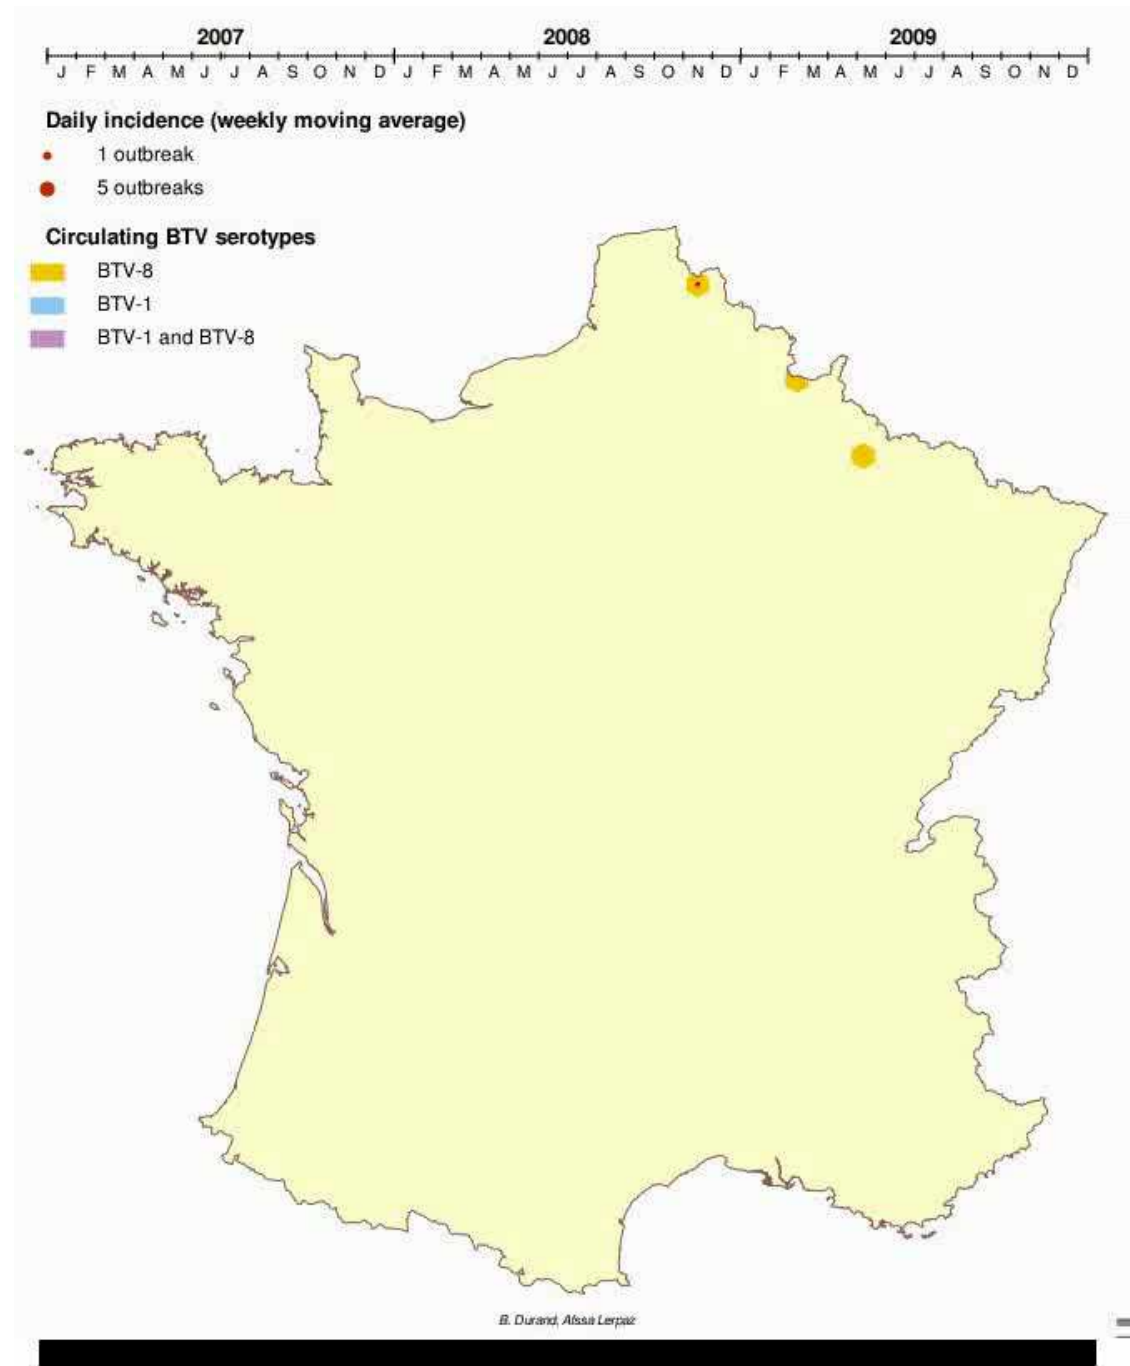 2007 2008 2009
J F M A M J J A S O N D J F M A M J J A S O N D J F M A M J J A S O N D
Daily incidence (weekly moving average)
1 outbreak
5 outbreaks
Circulating BTV serotypes
BTV-8
BTV-1
BTV-1 and BTV-8
B. Durand, Afssa Lerpaz